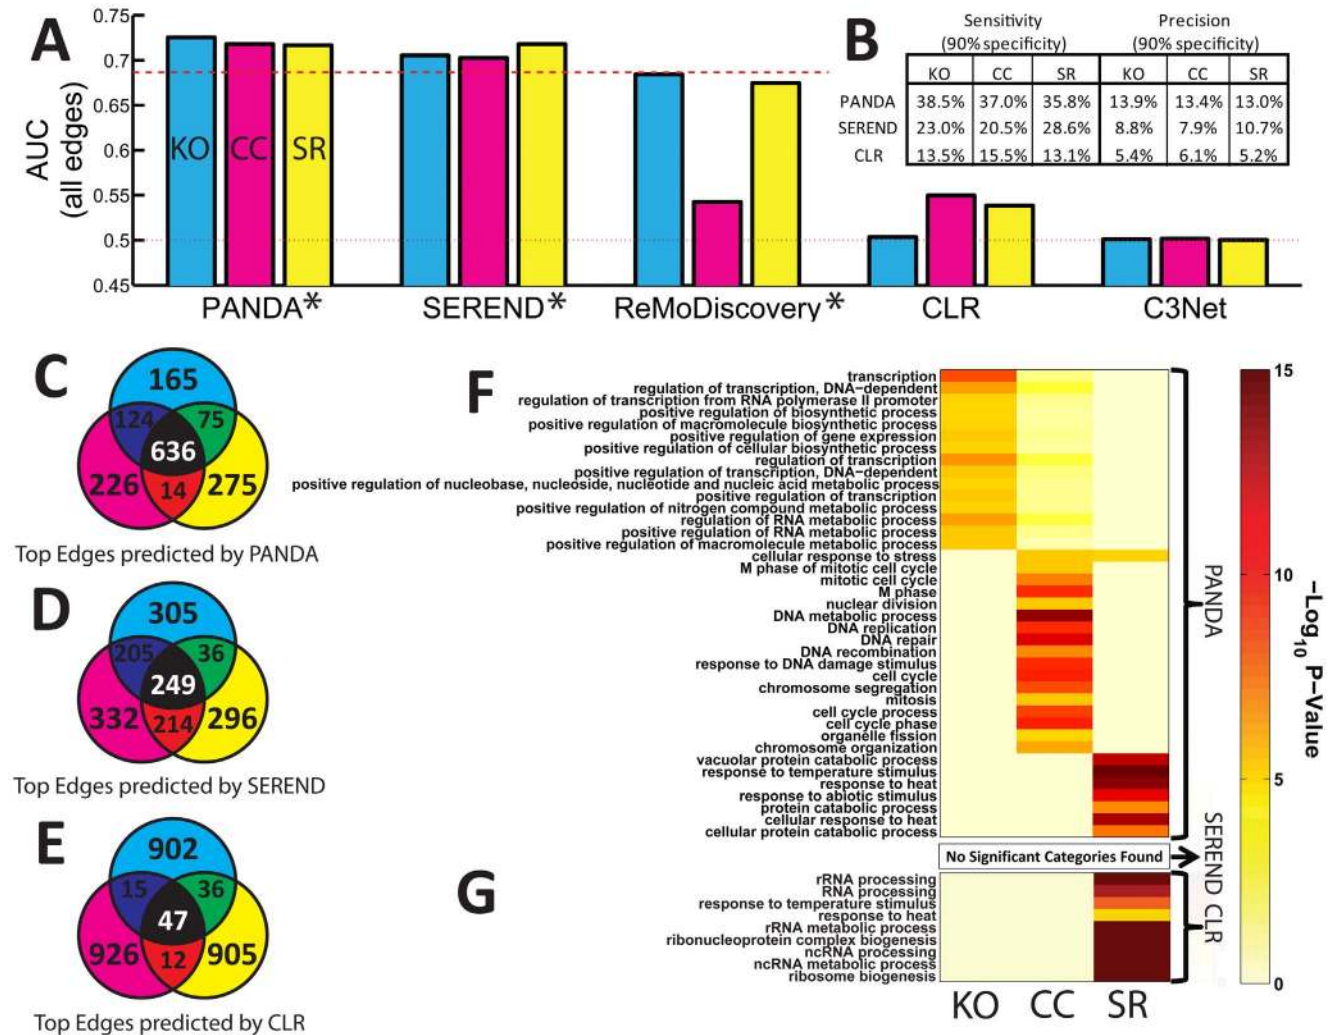 A
AUC
(all edges)
0.75
0.7
0.65
0.6
0.55
0.5
0.45
KO
CC
SR
PANDA*
SEREND*
ReMoDiscovery*
CLR
C3Net
B
Sensitivity
(90% specificity)
Precision
(90% specificity)
KO CC SR KO CC SR
PANDA 38.5% 37.0% 35.8% 13.9% 13.4% 13.0%
SEREND 23.0% 20.5% 28.6% 8.8% 7.9% 10.7%
CLR 13.5% 15.5% 13.1% 5.4% 6.1% 5.2%
C
165
124
75
636
226
14
275
Top Edges predicted by PANDA
D
305
205
36
249
332
214
296
Top Edges predicted by SEREND
E
902
15
36
47
926
12
905
Top Edges predicted by CLR
F
transcription
regulation of transcription, DNA−dependent
regulation of transcription from RNA polymerase II promoter
positive regulation of biosynthetic process
positive regulation of macromolecule biosynthetic process
positive regulation of gene expression
positive regulation of cellular biosynthetic process
regulation of transcription
positive regulation of transcription, DNA−dependent
positive regulation of nucleobase, nucleoside, nucleotide and nucleic acid metabolic process
positive regulation of transcription
positive regulation of nitrogen compound metabolic process
regulation of RNA metabolic process
positive regulation of RNA metabolic process
positive regulation of macromolecule metabolic process
cellular response to stress
M phase of mitotic cell cycle
mitotic cell cycle
M phase
nuclear division
DNA metabolic process
DNA replication
DNA repair
DNA recombination
response to DNA damage stimulus
cell cycle
chromosome segregation
mitosis
cell cycle process
cell cycle phase
organelle fission
chromosome organization
vacuolar protein catabolic process
response to temperature stimulus
response to heat
response to abiotic stimulus
protein catabolic process
cellular response to heat
cellular protein catabolic process
PANDA
No Significant Categories Found
SEREND
G
rRNA processing
RNA processing
response to temperature stimulus
response to heat
rRNA metabolic process
ribonucleoprotein complex biogenesis
ncRNA processing
ncRNA metabolic process
ribosome biogenesis
CLR
KO CC SR
15
10
5
0
−Log10 P−Value